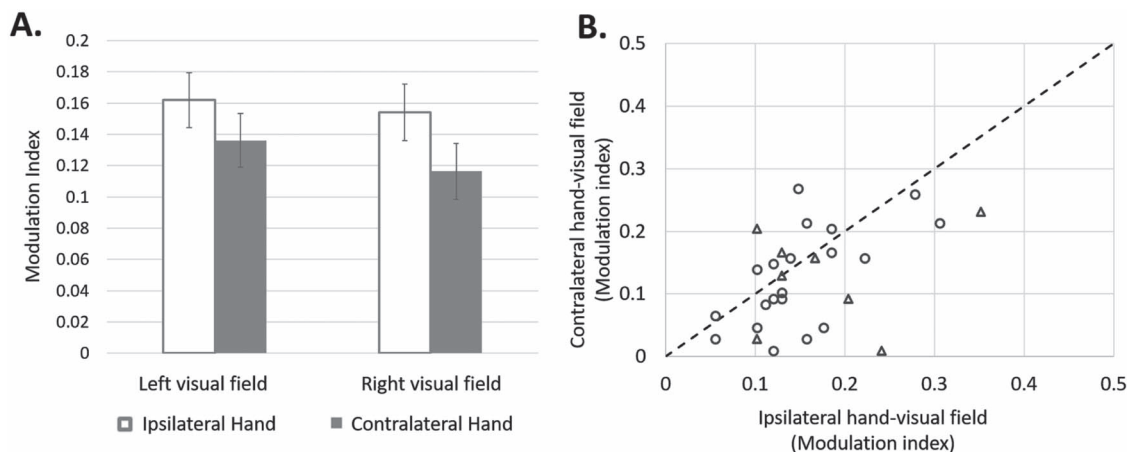 A.
0.2
0.18
0.16
0.14
0.12
0.1
0.08
0.06
0.04
0.02
0
Modulation Index
Left visual field
Right visual field
Ipsilateral Hand
Contralateral Hand
B.
0.5
0.4
0.3
0.2
0.1
0
Contralateral hand-visual field
(Modulation index)
0
0.1
0.2
0.3
0.4
0.5
Ipsilateral hand-visual field
(Modulation index)